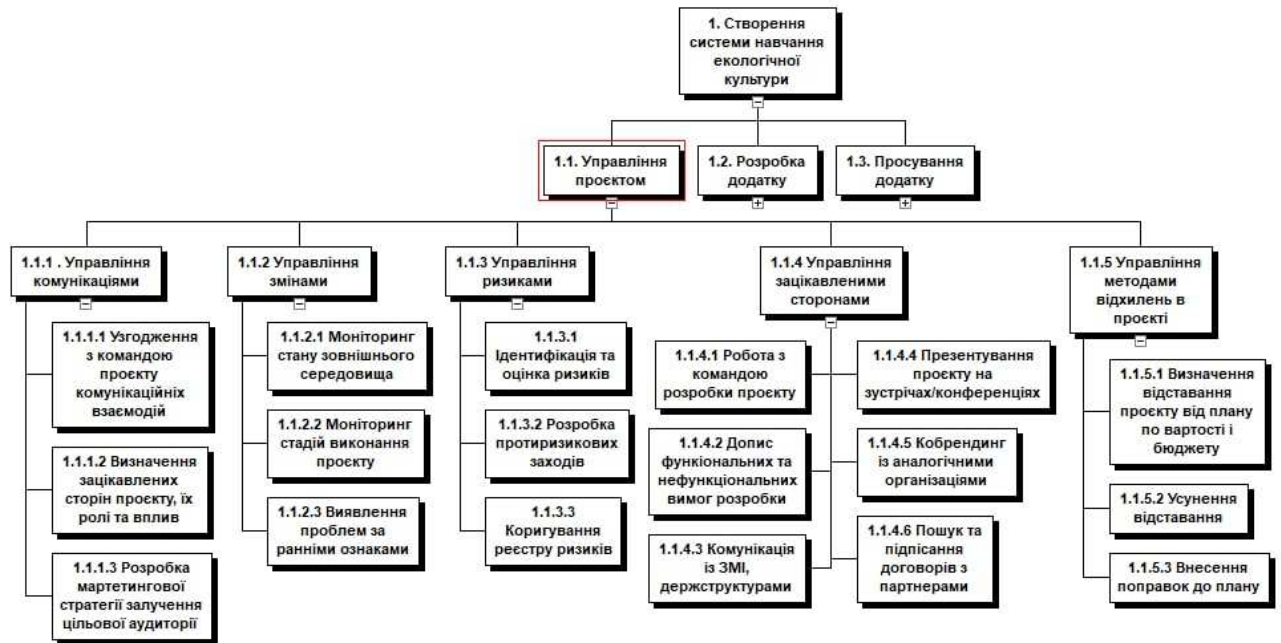 1. Створення
системи навчання
екологічної
культури
1.1. Управління
проєктом
1.2. Розробка
додатку
1.3. Просування
додатку
1.1.1 . Управління
комунікаціями
1.1.2 Управління
змінами
1.1.3 Управління
ризиками
1.1.4 Управління
зацікавленими
сторонами
1.1.5 Управління
методами
відхилень в
проєкті
1.1.1.1 Узгодження
з командою
проєкту
комунікаційніх
взаємодій
1.1.1.2 Визначення
зацікавлених
сторін проєкту, їх
ролі та вплив
1.1.1.3 Розробка
мартетингової
стратегії залучення
цільової аудиторії
1.1.2.1 Моніторинг
стану зовнішнього
середовища
1.1.2.2 Моніторинг
стадій виконання
проєкту
1.1.2.3 Виявлення
проблем за
ранніми ознаками
1.1.3.1
Ідентифікація та
оцінка ризиків
1.1.3.2 Розробка
протиризикових
заходів
1.1.3.3
Коригування
реєстру ризиків
1.1.4.1 Робота з
командою
розробки проєкту
1.1.4.2 Допис
функіональних та
нефункціональних
вимог розробки
1.1.4.3 Комунікація
із ЗМІ,
держструктурами
1.1.4.4 Презентування
проєкту на
зустрічах/конференціях
1.1.4.5 Кобрендинг
із аналогічними
організаціями
1.1.4.6 Пошук та
підпісання
договорів з
партнерами
1.1.5.1 Визначення
відставання
проєкту від плану
по вартості і
бюджету
1.1.5.2 Усунення
відставання
1.1.5.3 Внесення
поправок до плану